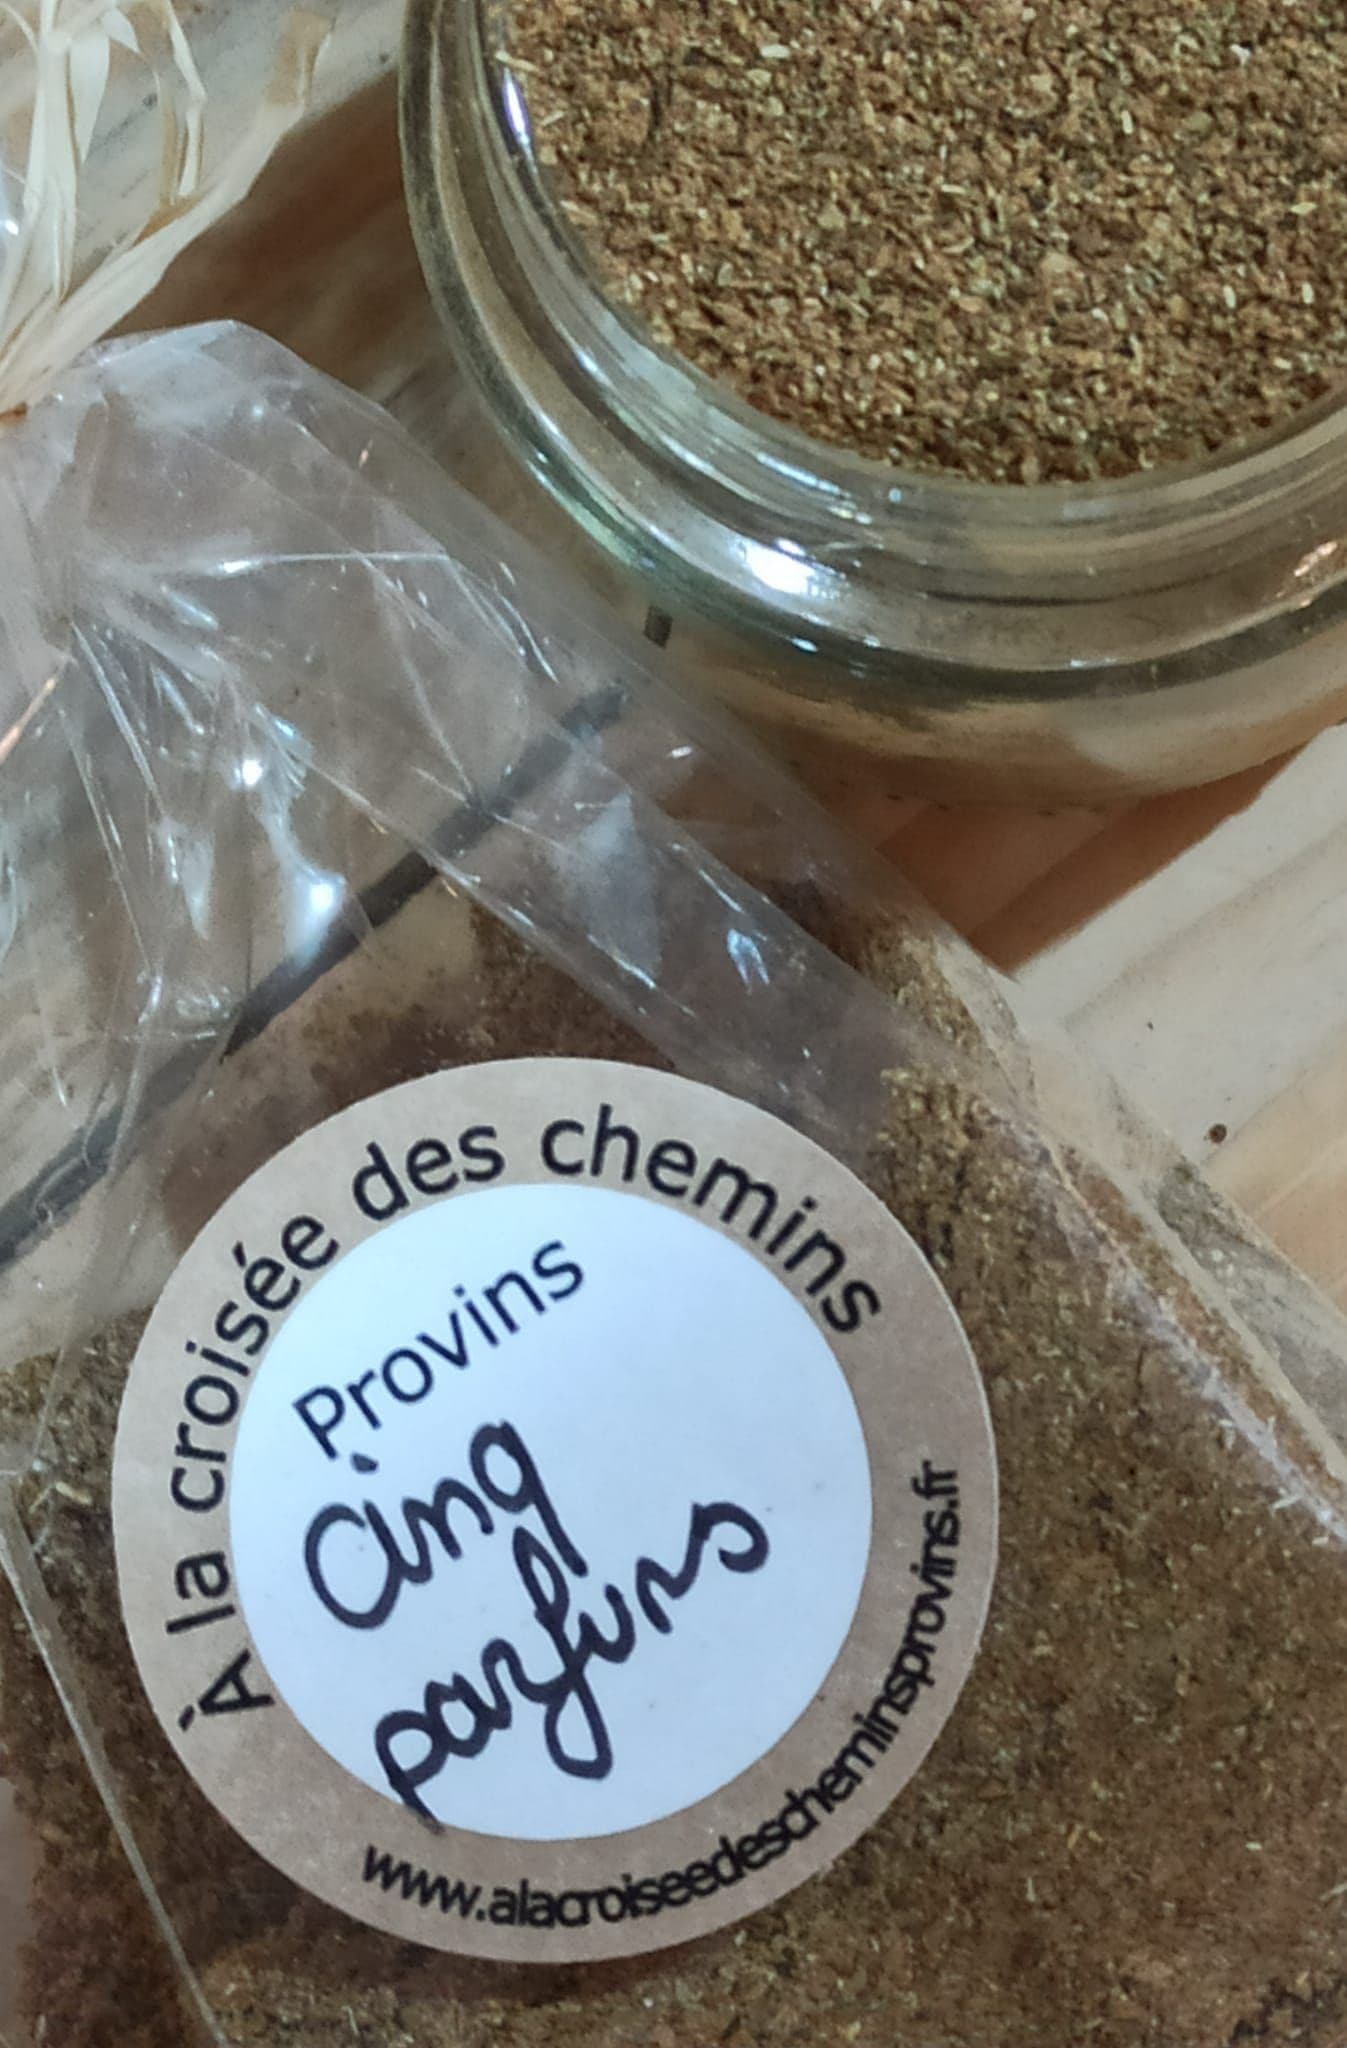 À la croisée des chemins
Provins
Cinq
parfums
www.alacroiseedescheminsprovins.fr